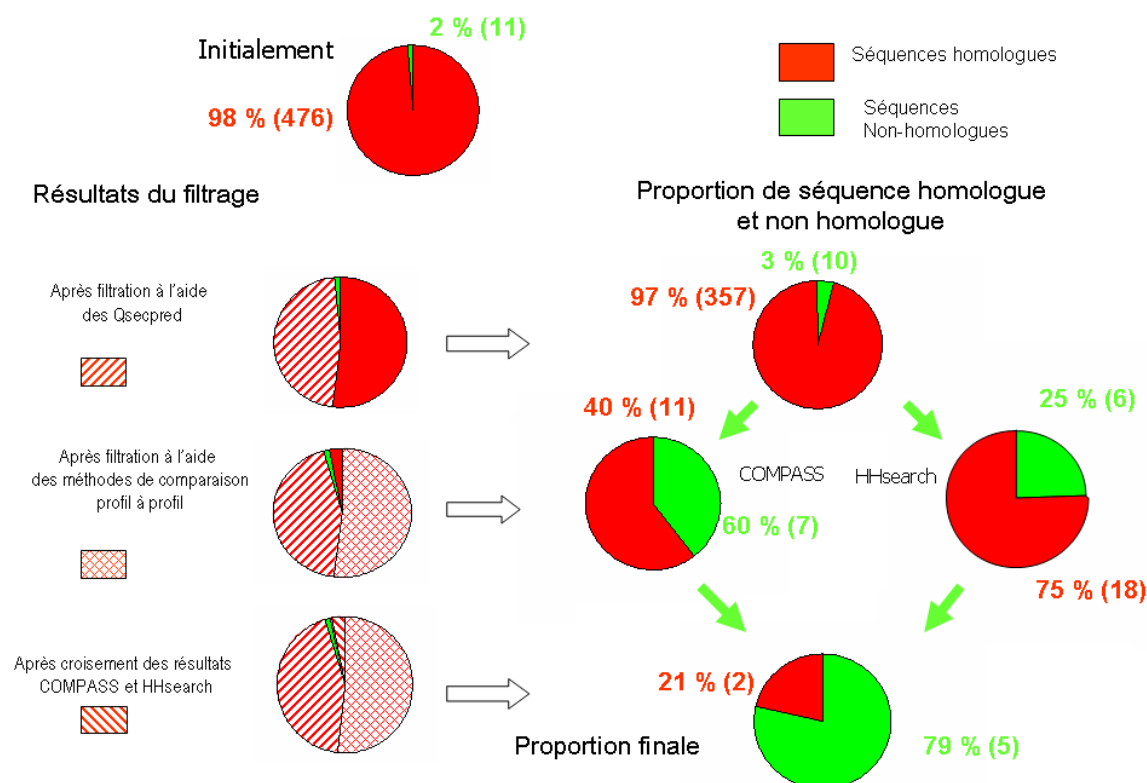 2 % (11)
Initialement
98 % (476)
Séquences homologues
Séquences
Non-homologues
Résultats du filtrage
Proportion de séquence homologue
et non homologue
Après filtration à l'aide
des Qsecpred
3 % (10)
97 % (357)
Après filtration à l'aide
des méthodes de comparaison
profil à profil
40 % (11)
COMPASS
60 % (7)
25 % (6)
HHsearch
75 % (18)
Après croisement des résultats
COMPASS et HHsearch
21 % (2)
79 % (5)
Proportion finale